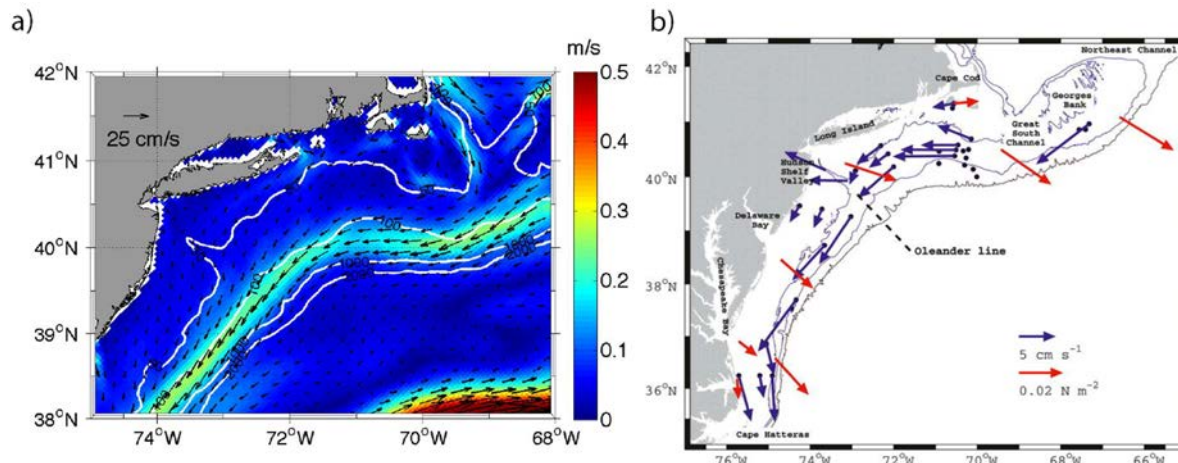 a)
m/s
42°N
41°N
40°N
39°N
38°N
74°W
72°W
70°W
68°W
25 cm/s
100
100
100
0.5
0.4
0.3
0.2
0.1
0
b)
Northeast Channel
42°N
40°N
38°N
36°N
76°W
74°W
72°W
70°W
68°W
66°W
Cape Cod
Georges
Bank
Long Island
Great
South
Channel
Hudson
Shelf
Valley
Delaware
Bay
Oleander line
Chesapeake Bay
5 cm s⁻¹
0.02 N m⁻²
Cape Hatteras